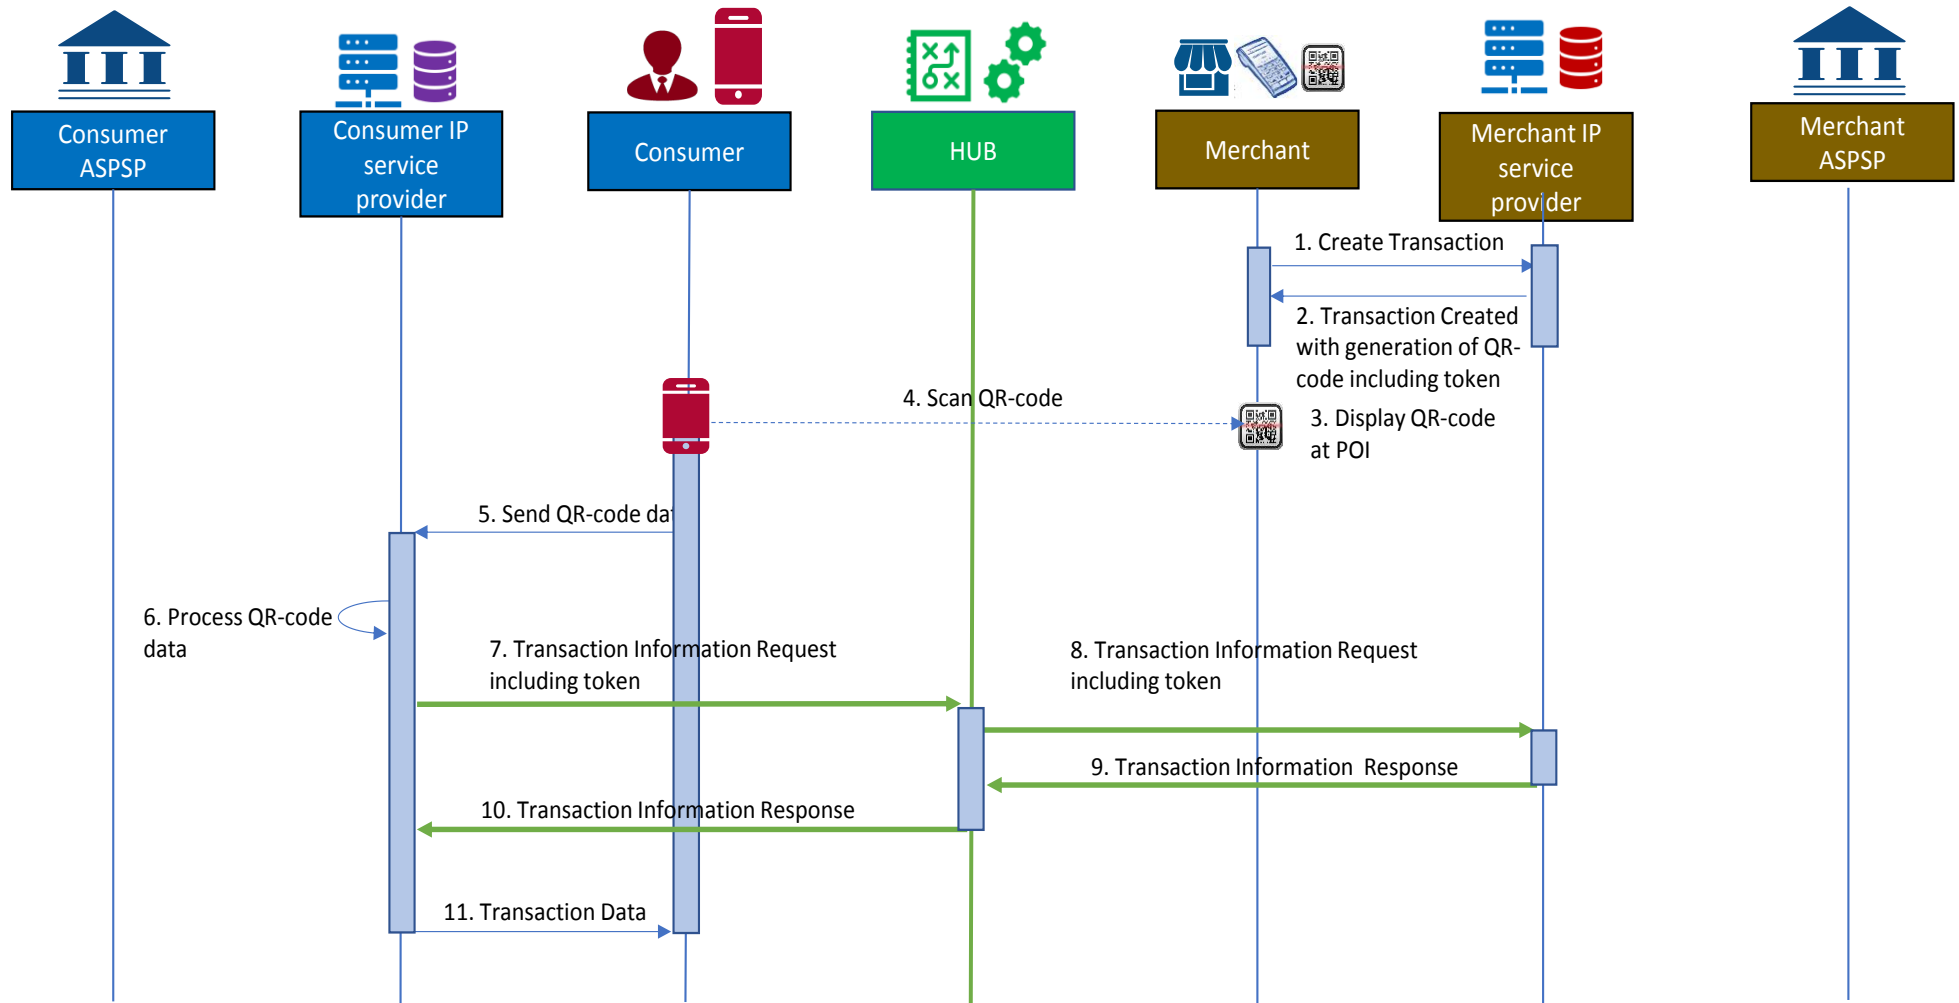 Consumer
ASPSP
Consumer IP
service
provider
Consumer
HUB
Merchant
Merchant IP
service
provider
Merchant
ASPSP
1. Create Transaction
2. Transaction Created
with generation of QR-
code including token
3. Display QR-code
at POI
4. Scan QR-code
5. Send QR-code dat
6. Process QR-code
data
7. Transaction Information Request
including token
8. Transaction Information Request
including token
9. Transaction Information  Response
10. Transaction Information Response
11. Transaction Data